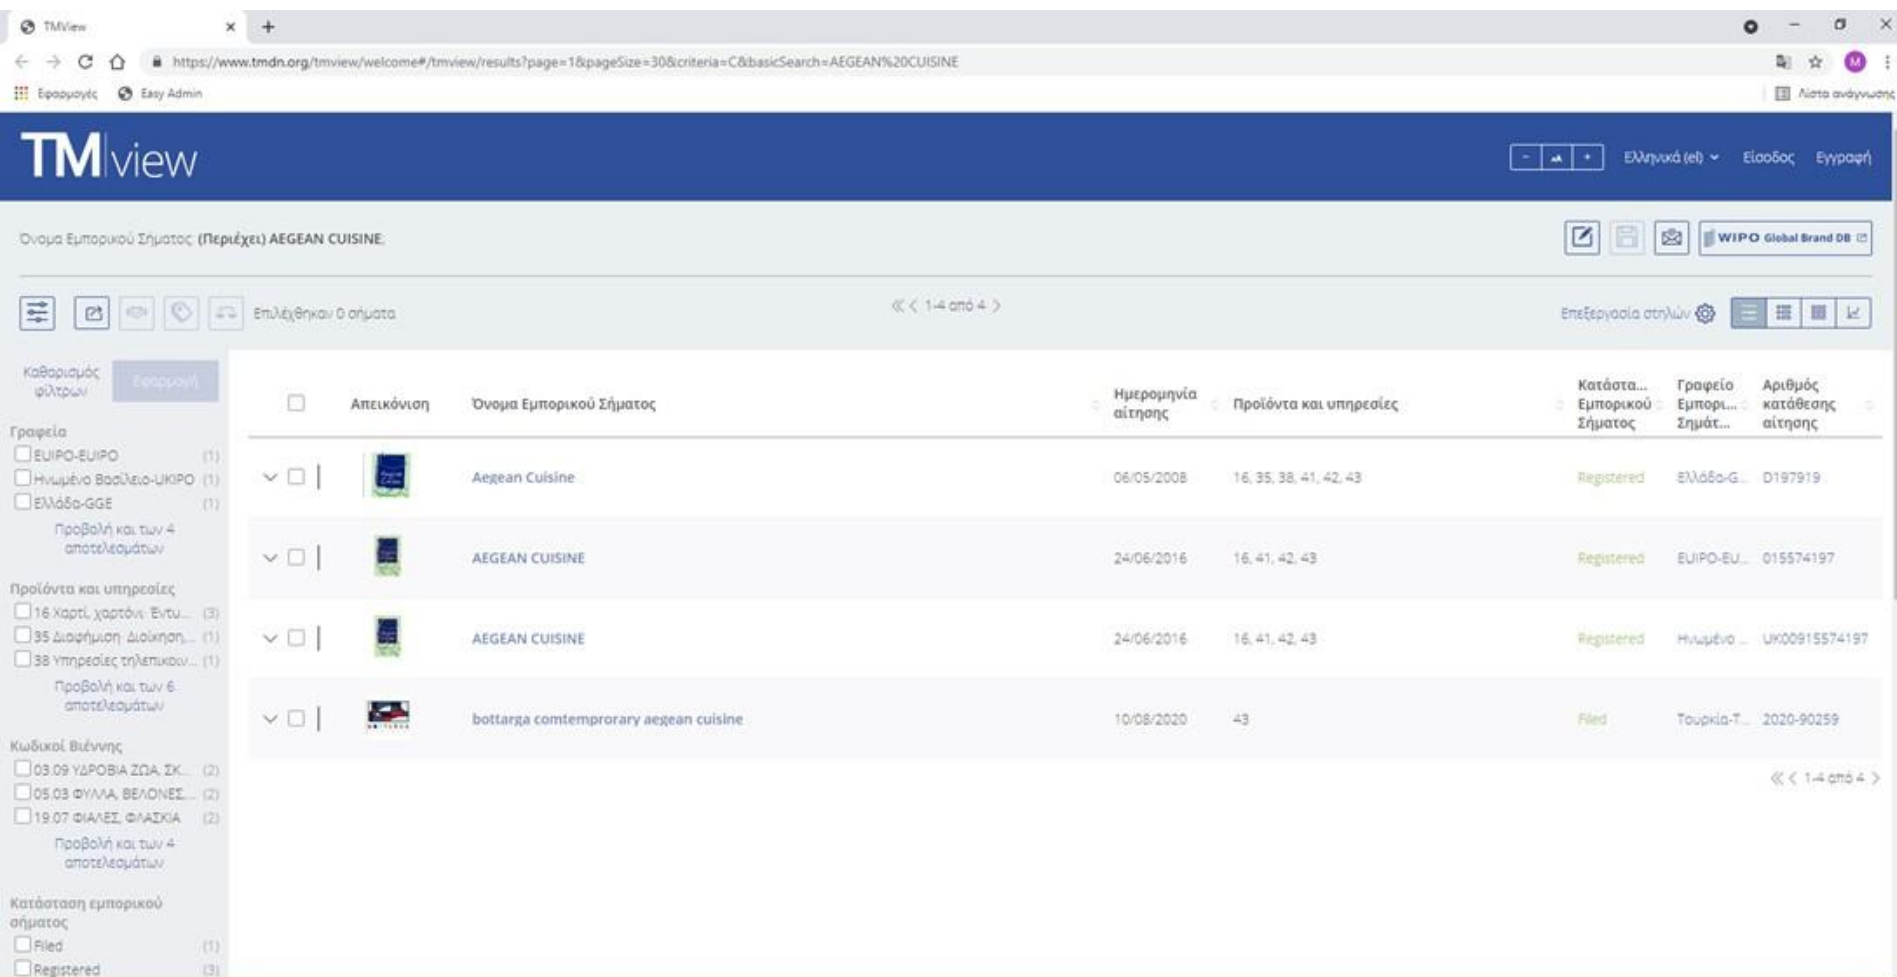 TMView
https://www.tmdn.org/tmview/welcome#/tmview/results?page=1&pageSize=30&criteria=C&basicSearch=AEGEAN%20CUISINE
M
Εφαρμογές Easy Admin
Λίστα ανάγνωσης
TMview
- +
Ελληνικά (el) Είσοδος Εγγραφή
Όνομα Εμπορικού Σήματος: (Περιέχει) AEGEAN CUISINE;
WIPO Global Brand DB
Επιλέχθηκαν 0 σήματα
1-4 από 4
Επεξεργασία στηλών
Καθαρισμός φίλτρων
Εφαρμογή
Απεικόνιση
Όνομα Εμπορικού Σήματος
Ημερομηνία αίτησης
Προϊόντα και υπηρεσίες
Κατάστα... Εμπορικού Σήματος
Γραφείο Εμπορι... Σημάτ...
Αριθμός κατάθεσης αίτησης
Γραφεία
EUIPO-EUIPO (1)
Ηνωμένο Βασίλειο-UKIPO (1)
Ελλάδα-GGE (1)
Προβολή και των 4
αποτελεσμάτων
Προϊόντα και υπηρεσίες
16 Χαρτί, χαρτόνι· Έντυ... (3)
35 Διαφήμιση· Διοίκηση,... (1)
38 Υπηρεσίες τηλεπικοιν... (1)
Προβολή και των 6
αποτελεσμάτων
Κωδικοί Βιέννης
03.09 ΥΔΡΟΒΙΑ ΖΩΑ, ΣΚ... (2)
05.03 ΦΥΛΛΑ, ΒΕΛΟΝΕΣ,... (2)
19.07 ΦΙΑΛΕΣ, ΦΛΑΣΚΙΑ (2)
Προβολή και των 4
αποτελεσμάτων
Κατάσταση εμπορικού
σήματος
Filed (1)
Registered (3)
Aegean Cuisine 06/05/2008 16, 35, 38, 41, 42, 43 Registered Ελλάδα-G... D197919
AEGEAN CUISINE 24/06/2016 16, 41, 42, 43 Registered EUIPO-EU... 015574197
AEGEAN CUISINE 24/06/2016 16, 41, 42, 43 Registered Ηνωμένο ... UK00915574197
bottarga comtemprorary aegean cuisine 10/08/2020 43 Filed Τουρκία-T... 2020-90259
1-4 από 4